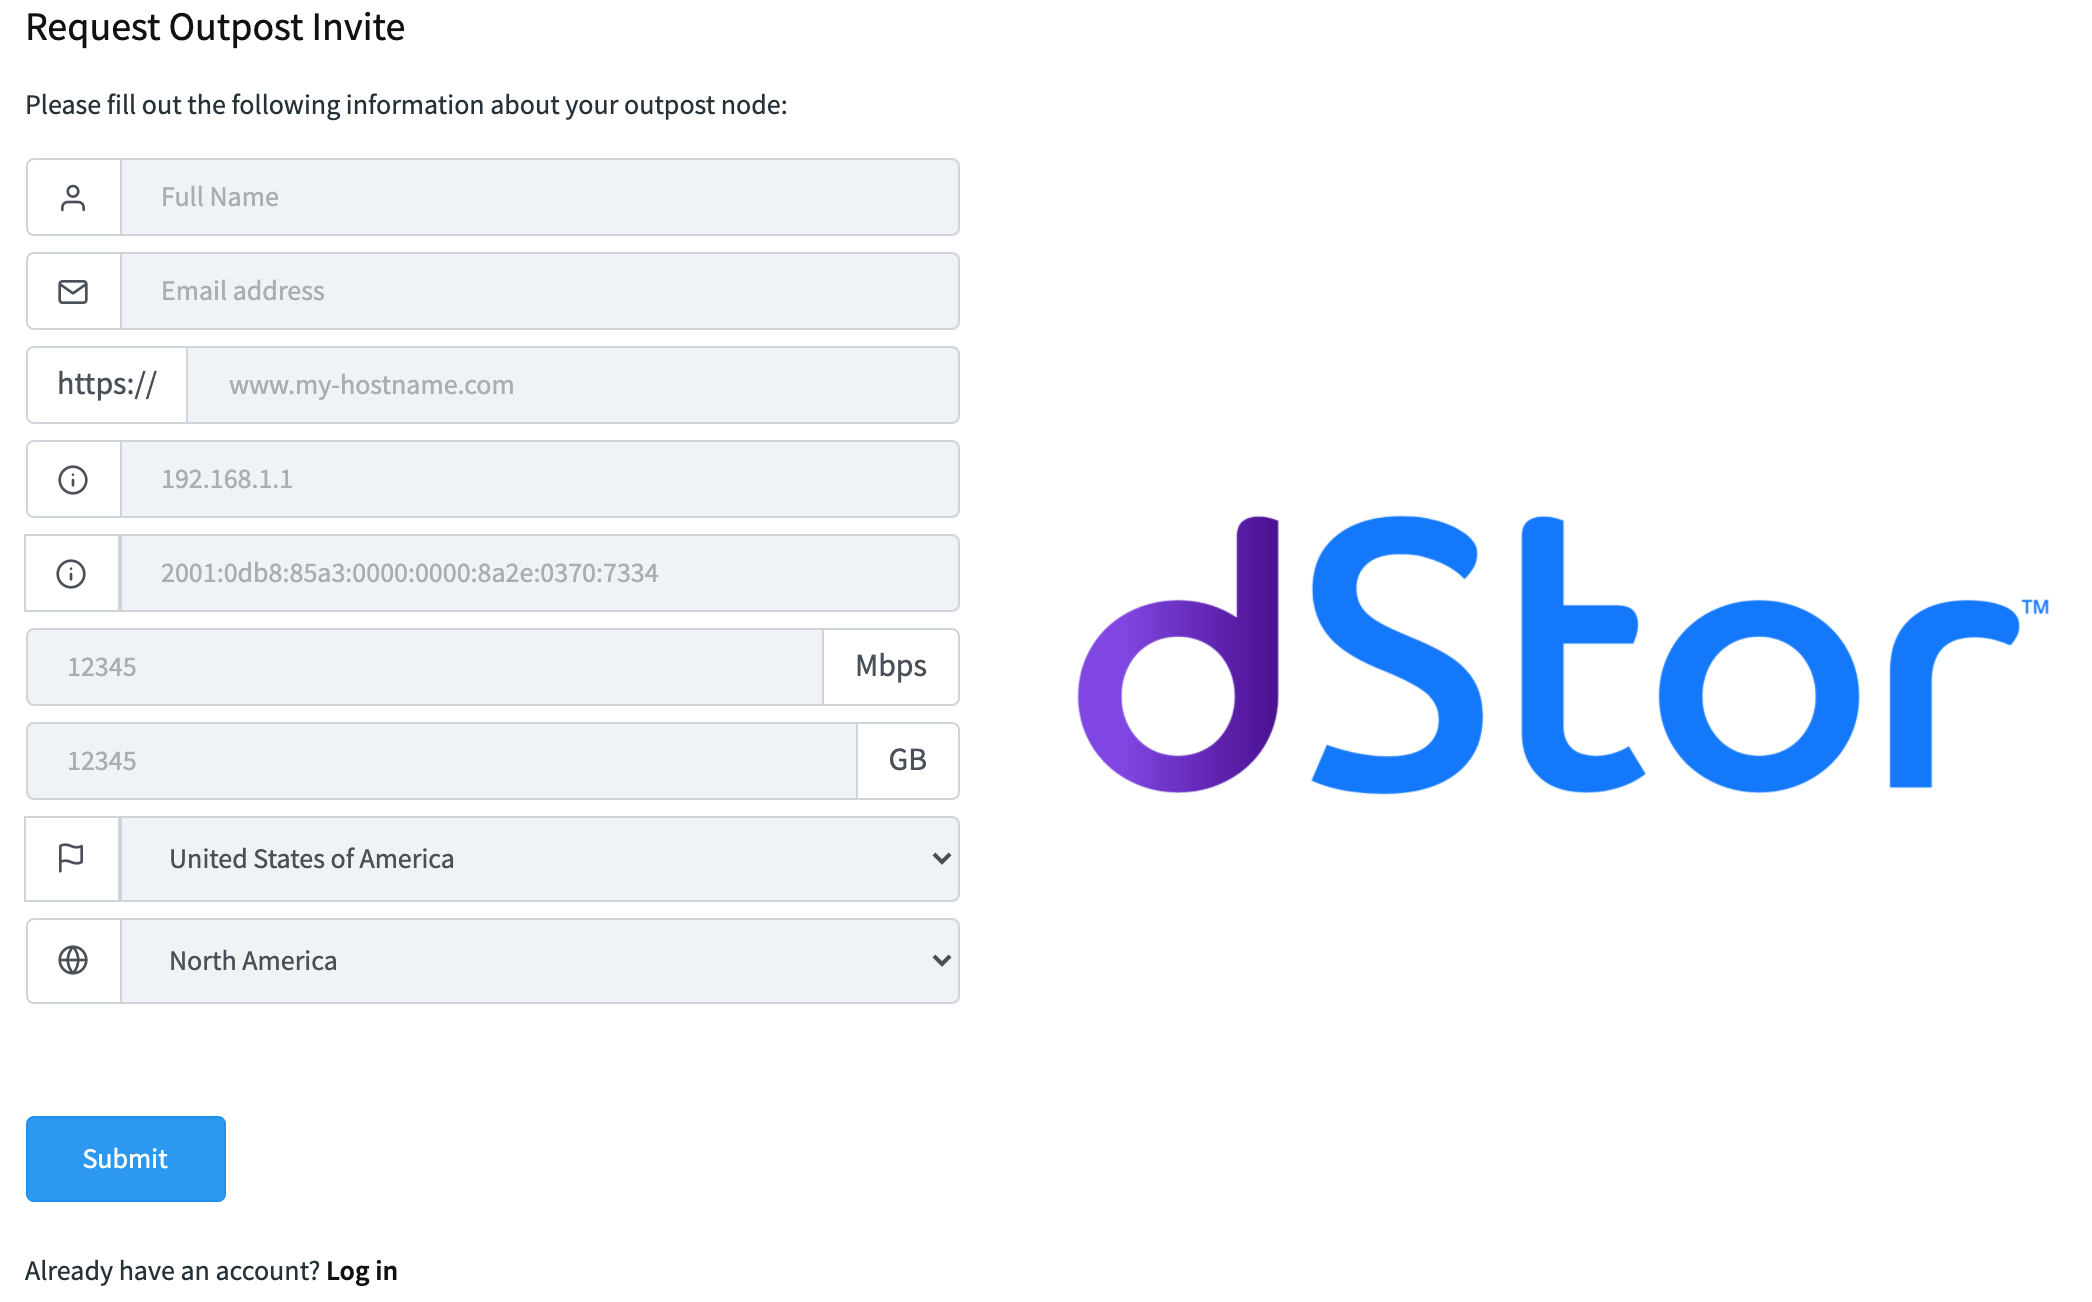 Request Outpost Invite
Please fill out the following information about your outpost node:
Full Name
Email address
https:// www.my-hostname.com
192.168.1.1
2001:0db8:85a3:0000:0000:8a2e:0370:7334
12345 Mbps
12345 GB
United States of America
North America
Submit
Already have an account? Log in
dStor™